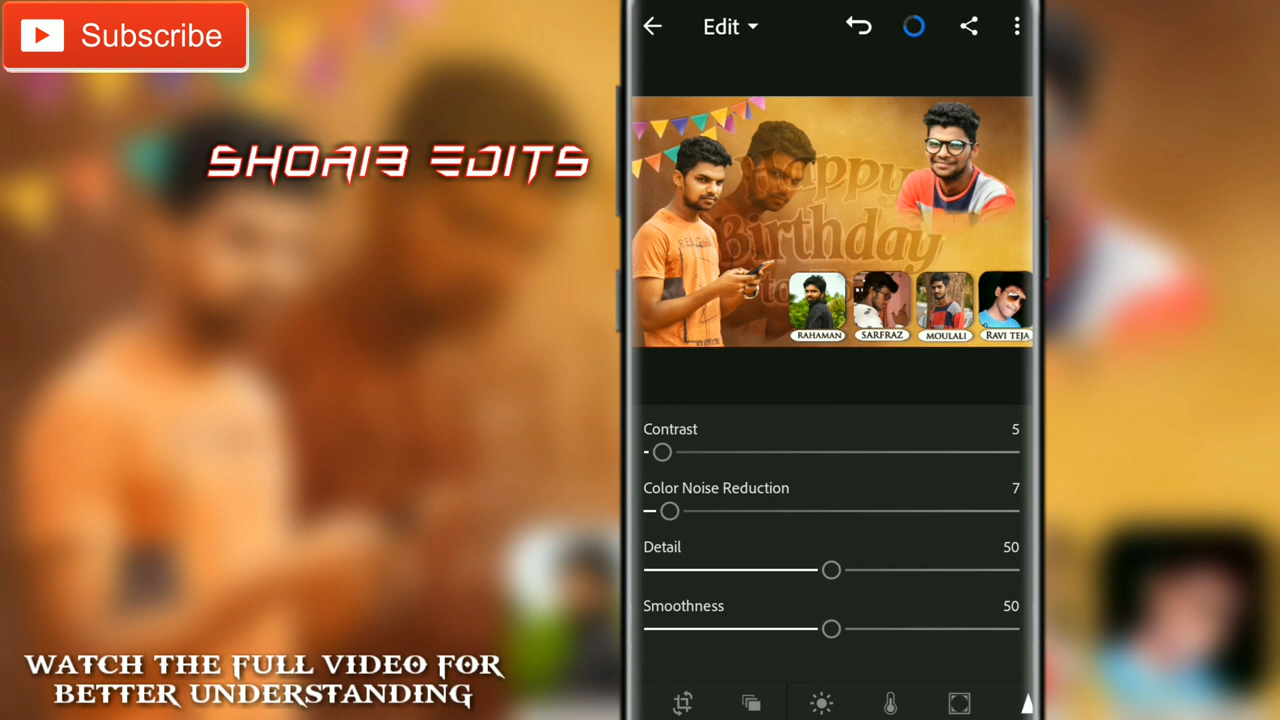 Subscribe
SHOAIB EDITS
WATCH THE FULL VIDEO FOR
BETTER UNDERSTANDING
Edit
Happy
Birthday
to
RAHAMAN
SARFRAZ
MOULALI
RAVI TEJA
Contrast 5
Color Noise Reduction 7
Detail 50
Smoothness 50